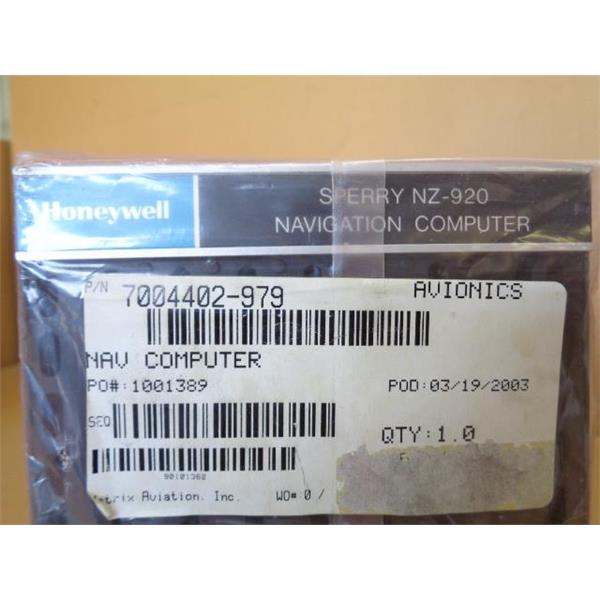 Honeywell
SPERRY NZ-920
NAVIGATION COMPUTER
P/N 7004402-979 AVIONICS
NAV COMPUTER
PO#:1001389 POD:03/19/2003
SEQ
QTY:1.0
90101360
Aviation, Inc. WO# 0 /